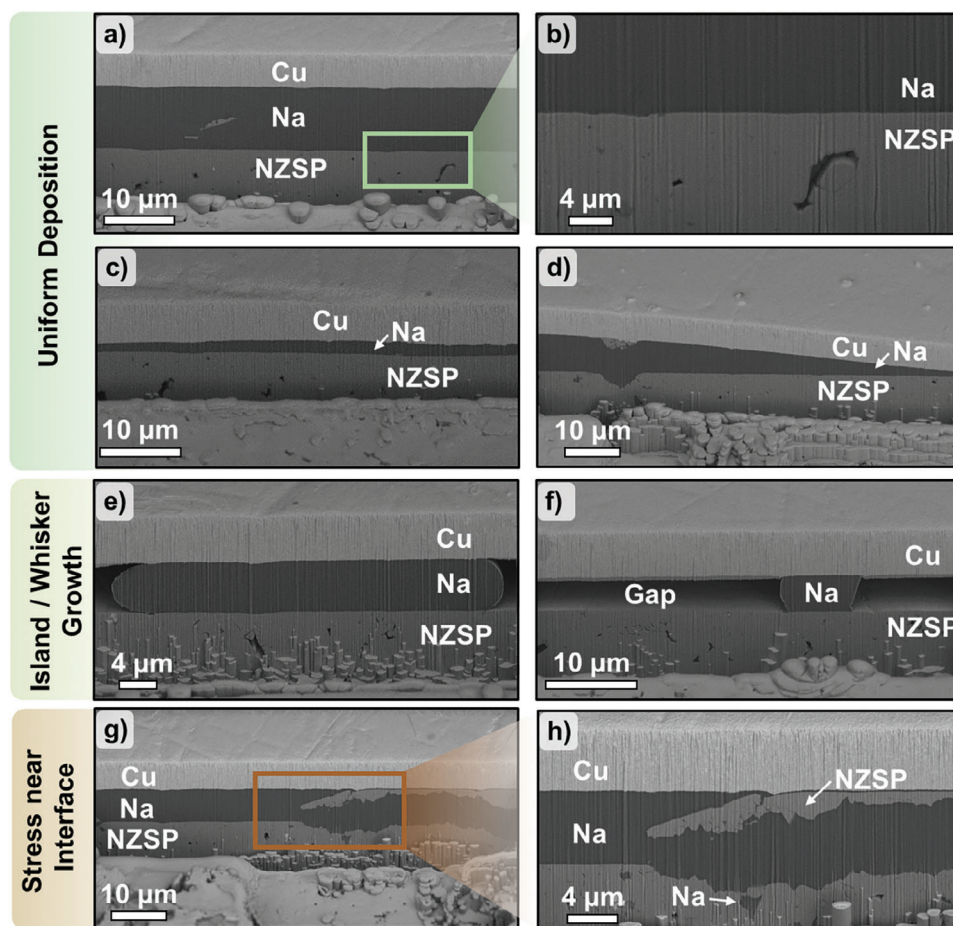 Uniform Deposition
a)
Cu
Na
NZSP
10 µm
b)
Na
NZSP
4 µm
c)
Cu
Na
NZSP
10 µm
d)
Cu
Na
NZSP
10 µm
Island / Whisker
Growth
e)
Cu
Na
NZSP
4 µm
f)
Cu
Gap
Na
NZSP
10 µm
Stress near
Interface
g)
Cu
Na
NZSP
10 µm
h)
Cu
NZSP
Na
Na
4 µm